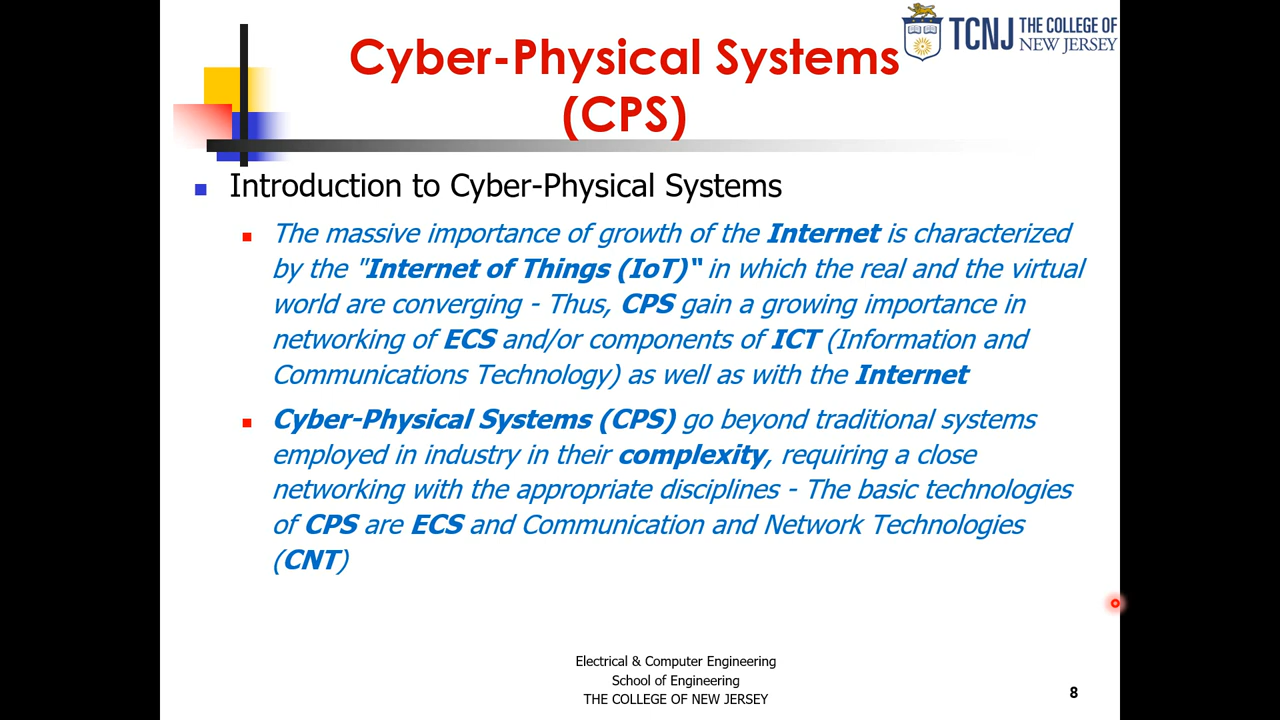 TCNJ THE COLLEGE OF
NEW JERSEY
Cyber-Physical Systems
(CPS)
Introduction to Cyber-Physical Systems
The massive importance of growth of the Internet is characterized
by the "Internet of Things (IoT)" in which the real and the virtual
world are converging - Thus, CPS gain a growing importance in
networking of ECS and/or components of ICT (Information and
Communications Technology) as well as with the Internet
Cyber-Physical Systems (CPS) go beyond traditional systems
employed in industry in their complexity, requiring a close
networking with the appropriate disciplines - The basic technologies
of CPS are ECS and Communication and Network Technologies
(CNT)
Electrical & Computer Engineering
School of Engineering
THE COLLEGE OF NEW JERSEY
8